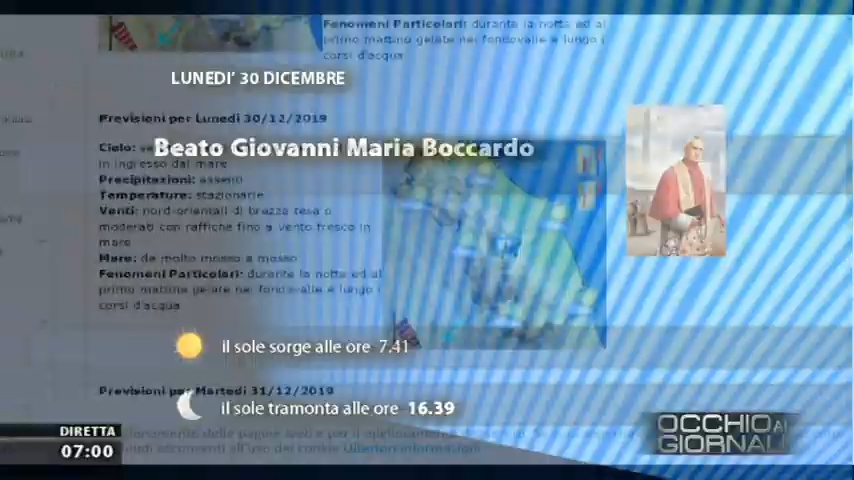 Fenomeni Particolari: durante la notte ed al
primo mattino gelate nei fondovalle e lungo i
corsi d'acqua
LUNEDI' 30 DICEMBRE
Previsioni per Lunedi 30/12/2019
Cielo:
Beato Giovanni Maria Boccardo
in ingresso dal mare
Precipitazioni: assenti
Temperature: stazionarie
Venti: nord-orientali di brezza tesa o
moderati con raffiche fino a vento fresco in
mare
Mare: da molto mosso a mosso
Fenomeni Particolari: durante la notte ed al
primo mattino gelate nei fondovalle e lungo i
corsi d'acqua
il sole sorge alle ore 7.41
Previsioni per Martedi 31/12/2019
il sole tramonta alle ore 16.39
DIRETTA
07:00
OCCHIO AI
GIORNALI